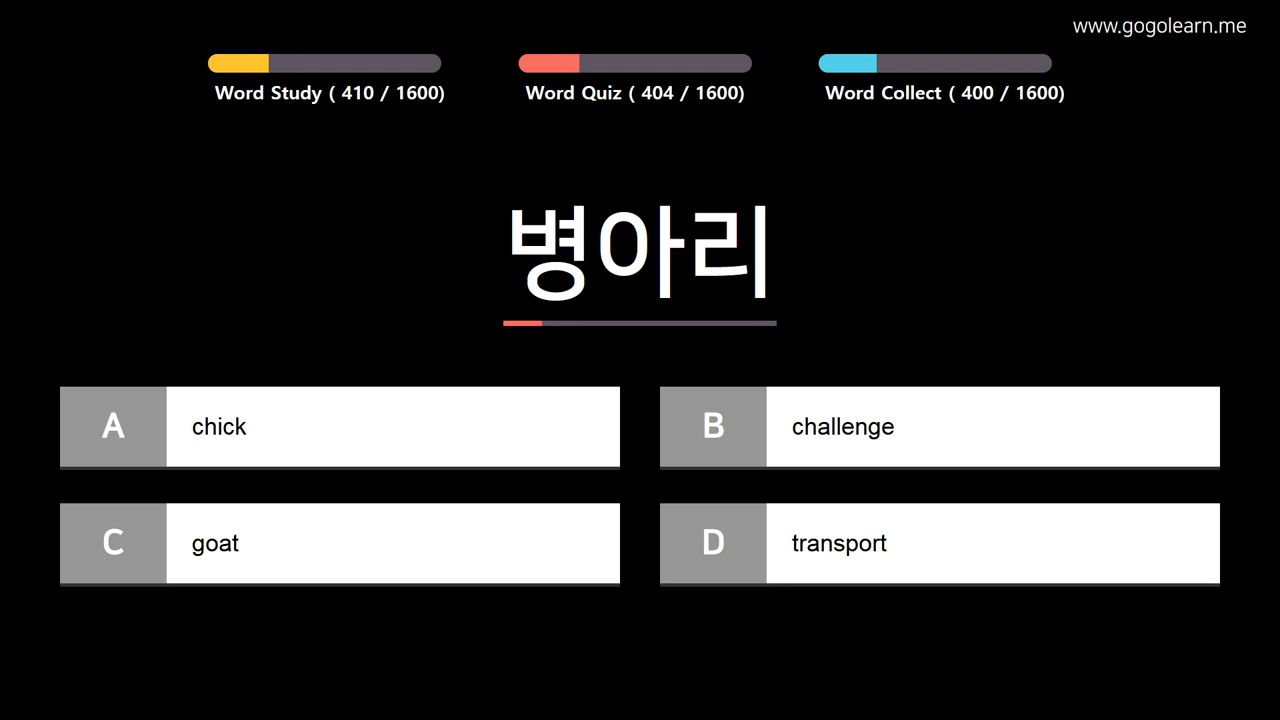 www.gogolearn.me
Word Study ( 410 / 1600)
Word Quiz ( 404 / 1600)
Word Collect ( 400 / 1600)
병아리
A chick
B challenge
C goat
D transport